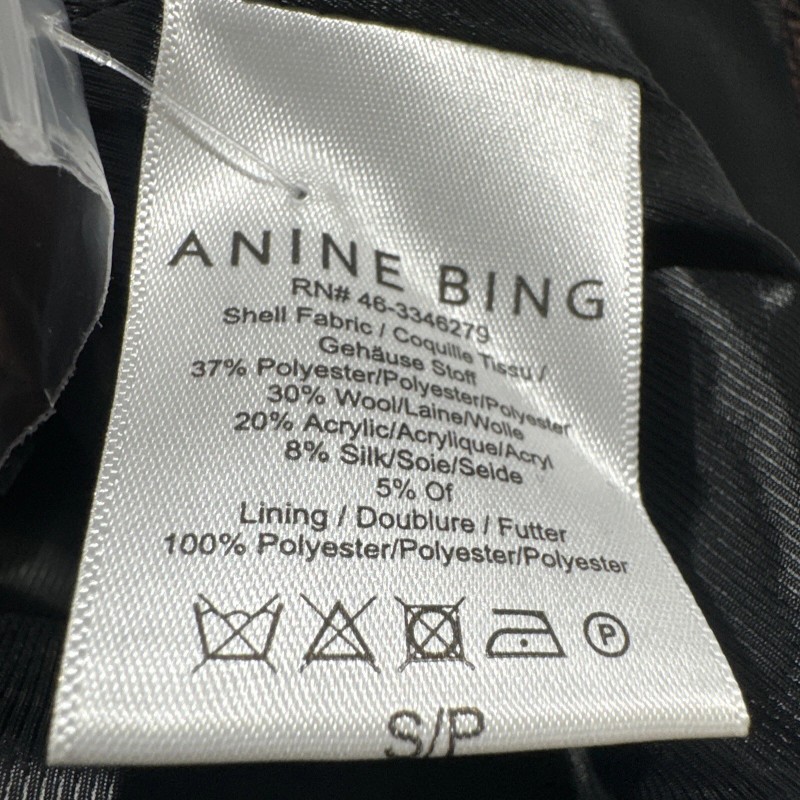 ANINE BING
RN# 46-3346279
Shell Fabric / Coquille Tissu /
Gehäuse Stoff
37% Polyester/Polyester/Polyester
30% Wool/Laine/Wolle
20% Acrylic/Acrylique/Acryl
8% Silk/Soie/Seide
5% Of
Lining / Doublure / Futter
100% Polyester/Polyester/Polyester
P
S/P